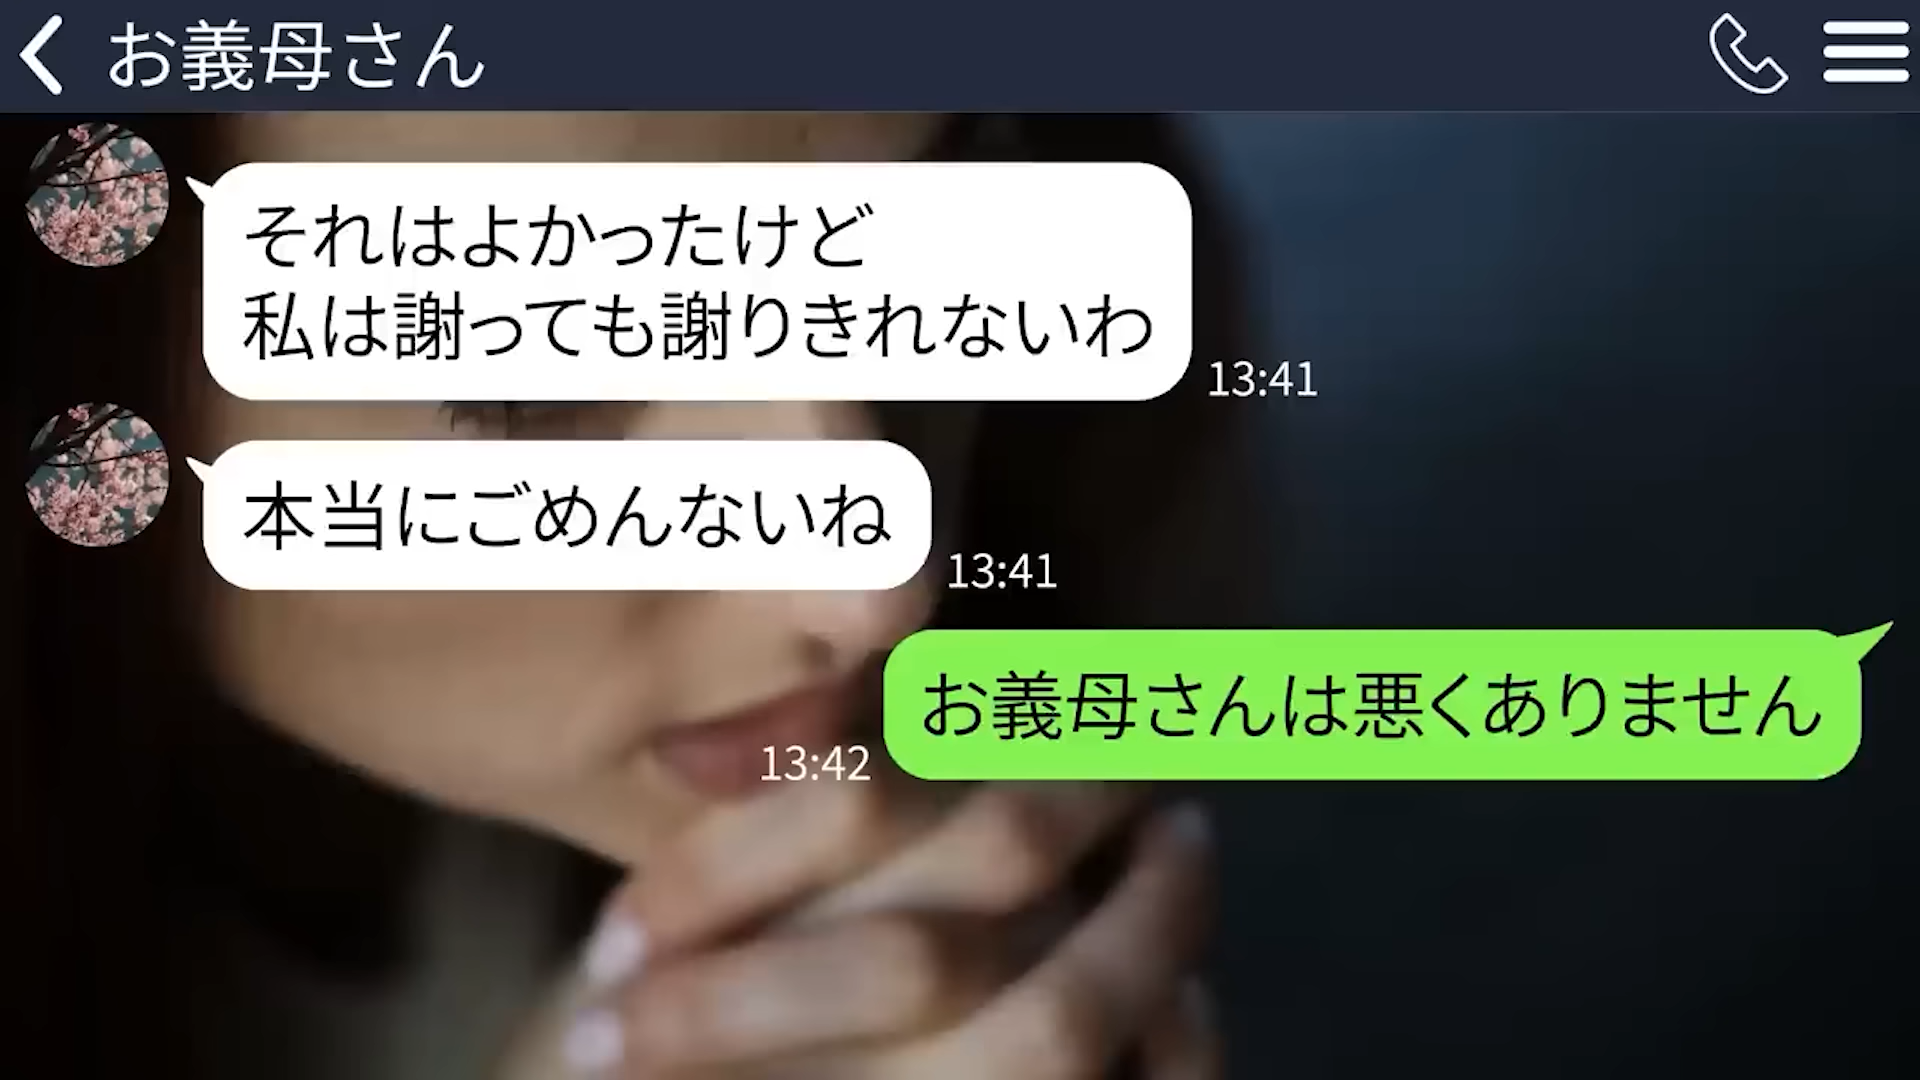 お義母さん
それはよかったけど
私は謝っても謝りきれないわ
13:41
本当にごめんないね
13:41
お義母さんは悪くありません
13:42